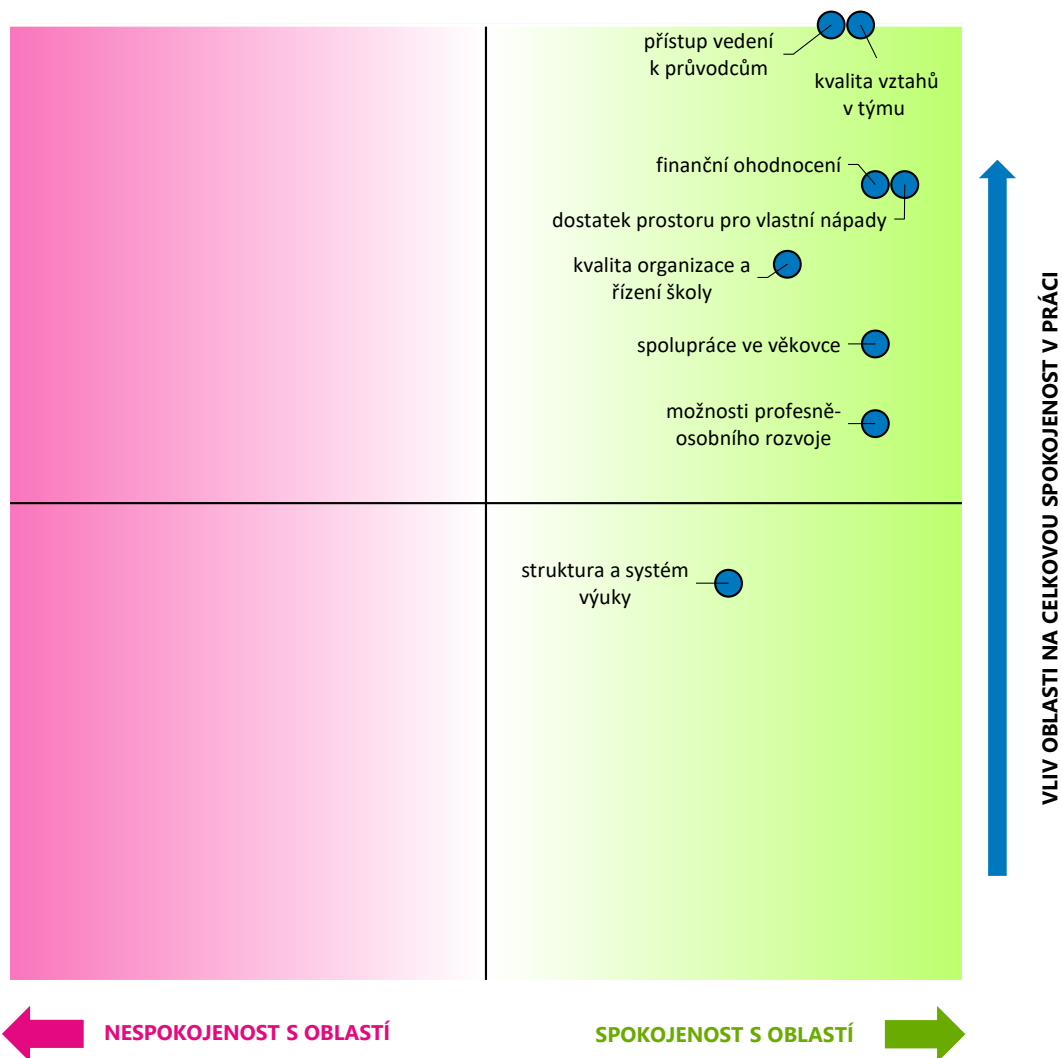 přístup vedení
k průvodcům
kvalita vztahů
v týmu
finanční ohodnocení
dostatek prostoru pro vlastní nápady
kvalita organizace a
řízení školy
spolupráce ve věkovce
možnosti profesně-
osobního rozvoje
struktura a systém
výuky
VLIV OBLASTI NA CELKOVOU SPOKOJENOST V PRÁCI
NESPOKOJENOST S OBLASTÍ
SPOKOJENOST S OBLASTÍ